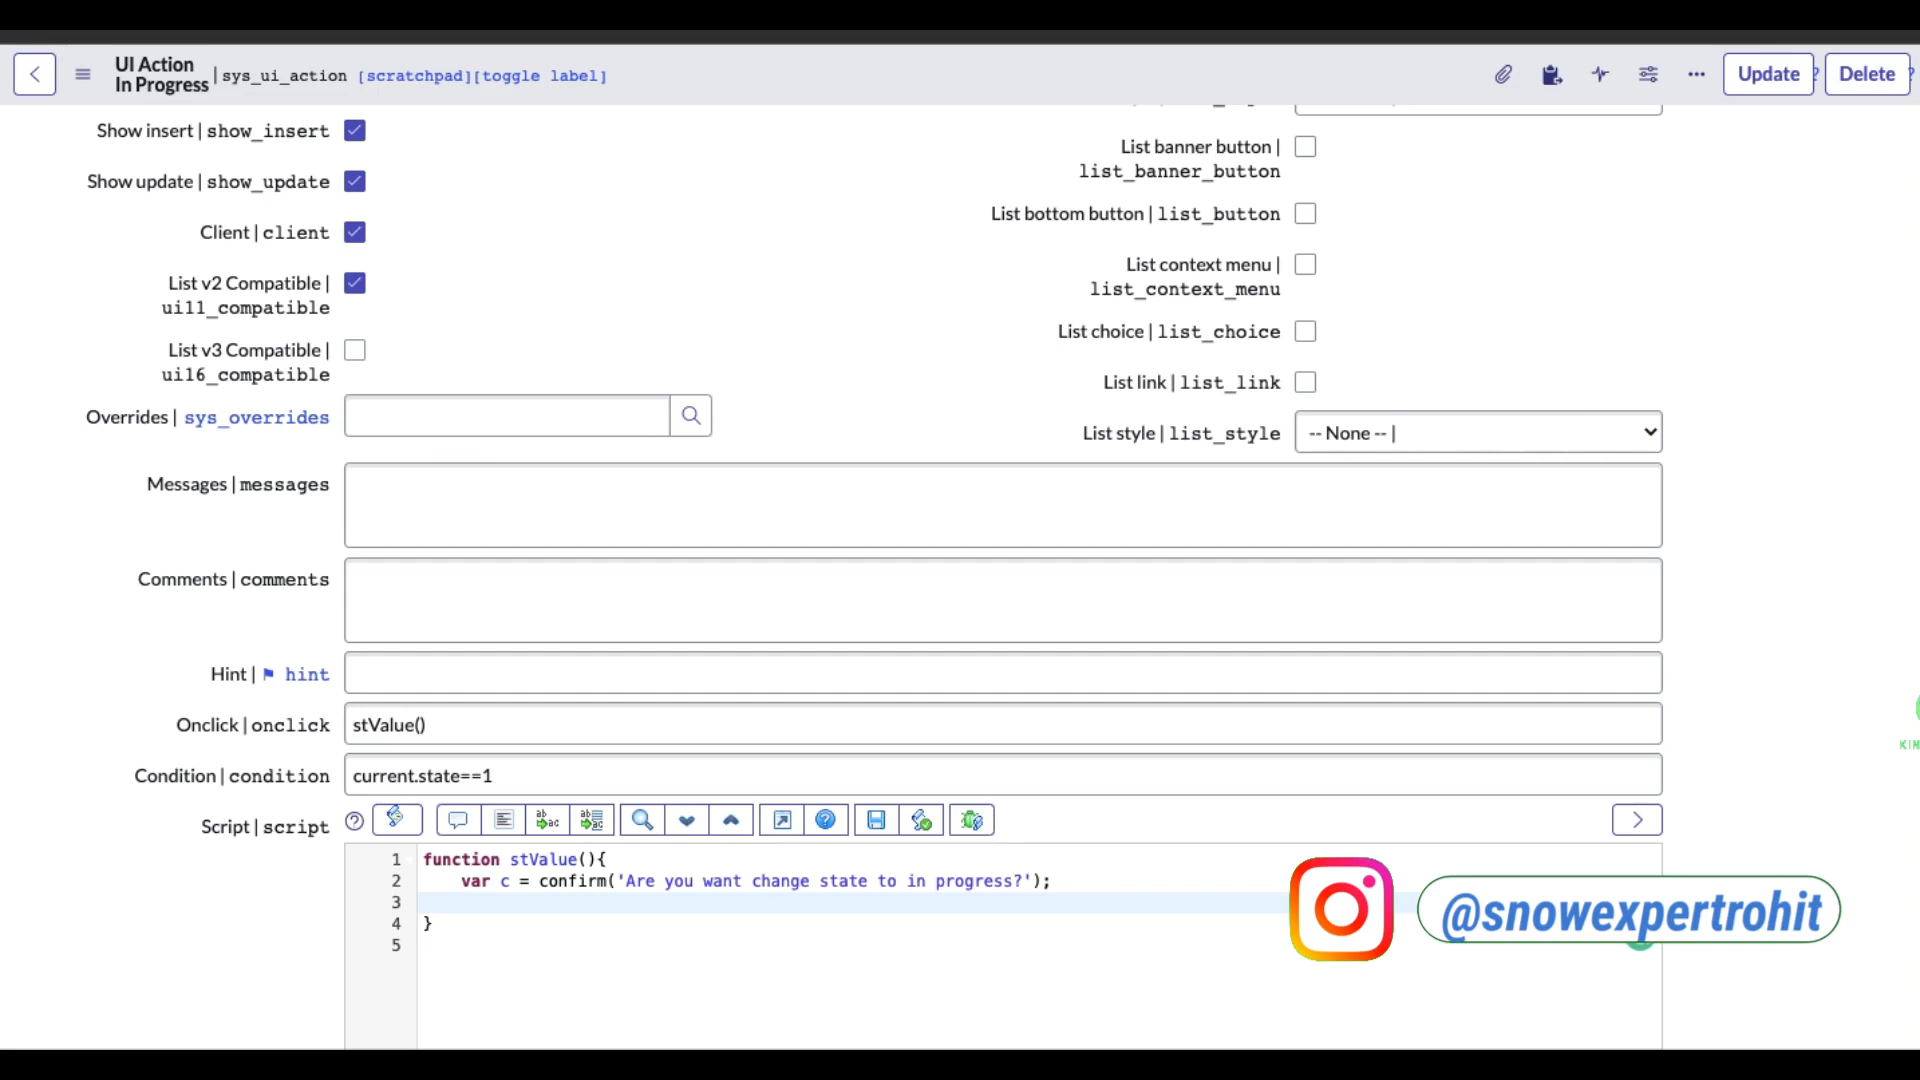 UI Action
In Progress | sys_ui_action [scratchpad][toggle label]
Update
Delete
Show insert | show_insert
Show update | show_update
Client | client
List v2 Compatible |
ui11_compatible
List v3 Compatible |
ui16_compatible
Overrides | sys_overrides
List banner button |
list_banner_button
List bottom button | list_button
List context menu |
list_context_menu
List choice | list_choice
List link | list_link
List style | list_style
-- None -- |
Messages | messages
Comments | comments
Hint | hint
Onclick | onclick
stValue()
Condition | condition
current.state==1
Script | script
1 function stValue(){
2 var c = confirm('Are you want change state to in progress?');
3
4 }
5
@snowexpertrohit